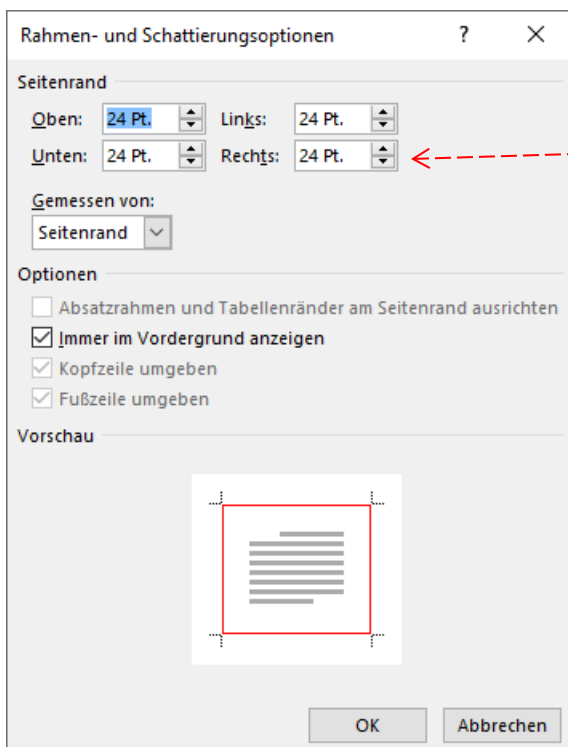 Rahmen- und Schattierungsoptionen ?
Seitenrand
Oben: 24 Pt. Links: 24 Pt.
Unten: 24 Pt. Rechts: 24 Pt.
Gemessen von:
Seitenrand
Optionen
Absatzrahmen und Tabellenränder am Seitenrand ausrichten
Immer im Vordergrund anzeigen
Kopfzeile umgeben
Fußzeile umgeben
Vorschau
OK Abbrechen